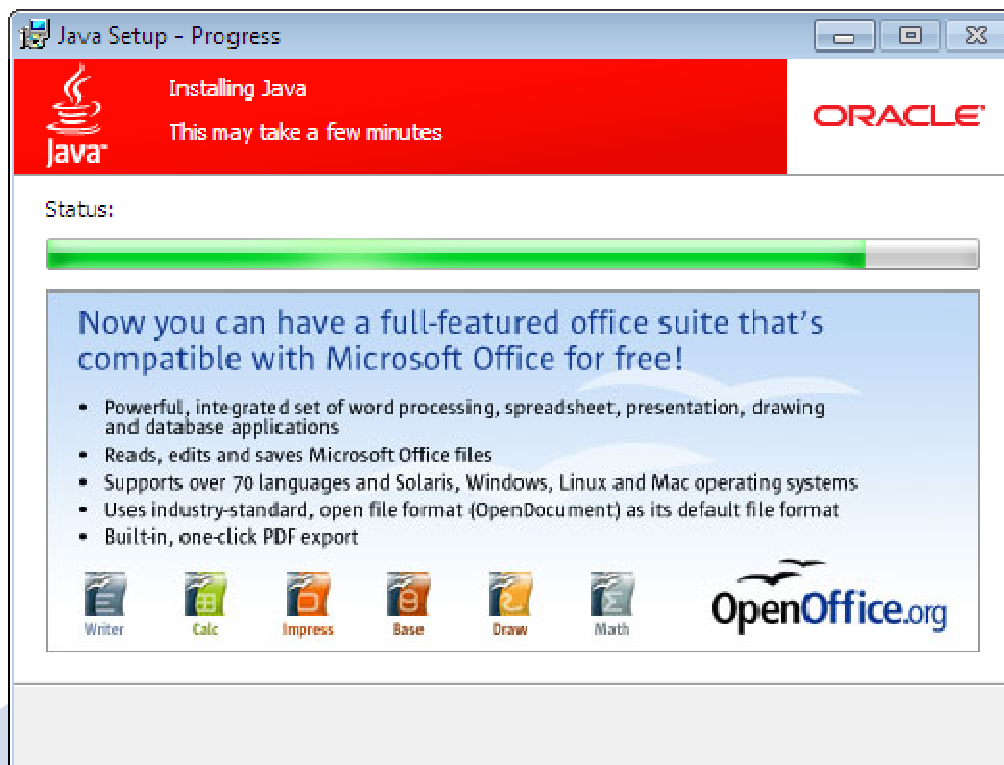 Java Setup - Progress
Installing Java
This may take a few minutes
Java™
ORACLE®
Status:
Now you can have a full-featured office suite that's
compatible with Microsoft Office for free!
• Powerful, integrated set of word processing, spreadsheet, presentation, drawing
and database applications
• Reads, edits and saves Microsoft Office files
• Supports over 70 languages and Solaris, Windows, Linux and Mac operating systems
• Uses industry-standard, open file format (OpenDocument) as its default file format
• Built-in, one-click PDF export
Writer Calc Impress Base Draw Math
OpenOffice.org